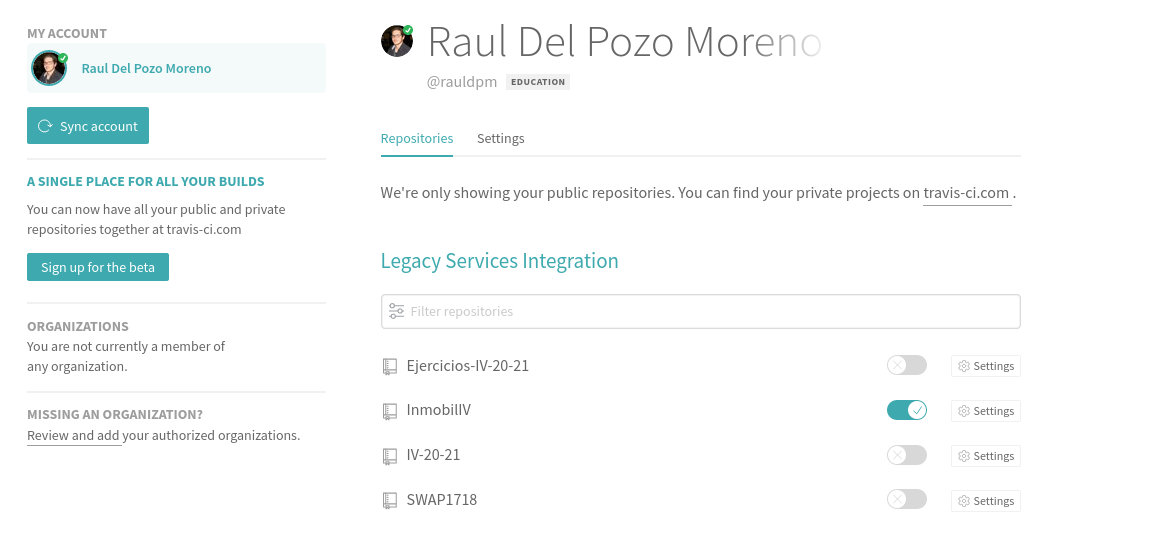 MY ACCOUNT
Raul Del Pozo Moreno
Sync account
A SINGLE PLACE FOR ALL YOUR BUILDS
You can now have all your public and private
repositories together at travis-ci.com
Sign up for the beta
ORGANIZATIONS
You are not currently a member of
any organization.
MISSING AN ORGANIZATION?
Review and add your authorized organizations.
Raul Del Pozo Moreno
@rauldpm EDUCATION
Repositories Settings
We're only showing your public repositories. You can find your private projects on travis-ci.com .
Legacy Services Integration
Filter repositories
Ejercicios-IV-20-21 Settings
InmobilIV Settings
IV-20-21 Settings
SWAP1718 Settings